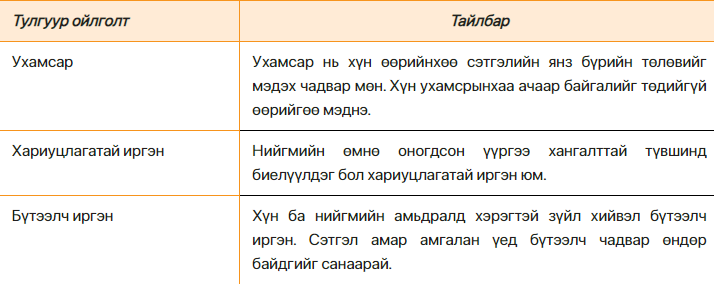 Тулгуур ойлголт Тайлбар
Ухамсар
Ухамсар нь хүн өөрийнхөө сэтгэлийн янз бүрийн төлөвийг
мэдэх чадвар мөн. Хүн ухамсрынхаа ачаар байгалийг төдийгүй
өөрийгөө мэднэ.
Хариуцлагатай иргэн
Нийгмийн өмнө оногдсон үүргээ хангалттай түвшинд
биелүүлдэг бол хариуцлагатай иргэн юм.
Бүтээлч иргэн
Хүн ба нийгмийн амьдралд хэрэгтэй зүйл хийвэл бүтээлч
иргэн. Сэтгэл амар амгалан үед бүтээлч чадвар өндөр
байдгийг санаарай.